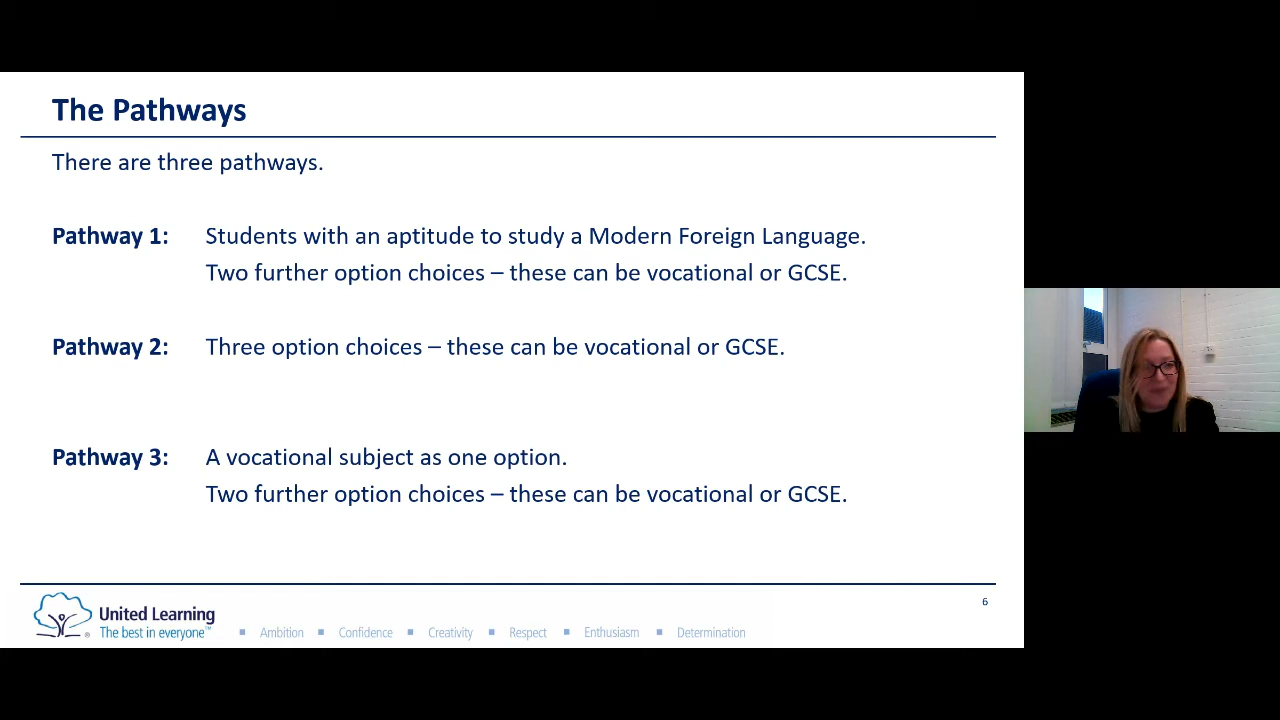 The Pathways
There are three pathways.
Pathway 1: Students with an aptitude to study a Modern Foreign Language.
Two further option choices – these can be vocational or GCSE.
Pathway 2: Three option choices – these can be vocational or GCSE.
Pathway 3: A vocational subject as one option.
Two further option choices – these can be vocational or GCSE.
6
United Learning
The best in everyone™
▪ Ambition ▪ Confidence ▪ Creativity ▪ Respect ▪ Enthusiasm ▪ Determination